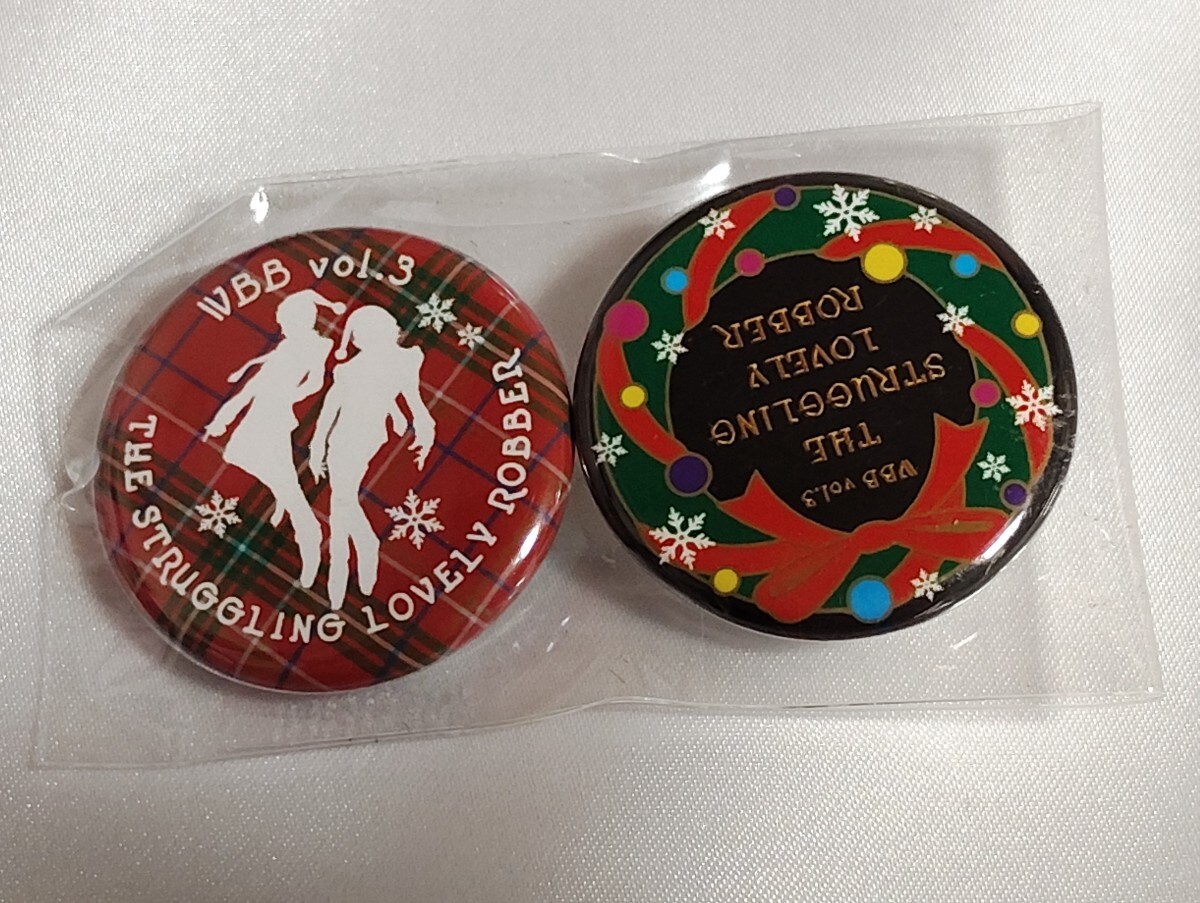 WBB vol.3
THE STRUGGLING LOVELY ROBBER
WBB vol.3
THE
STRUGGLING
LOVELY
ROBBER